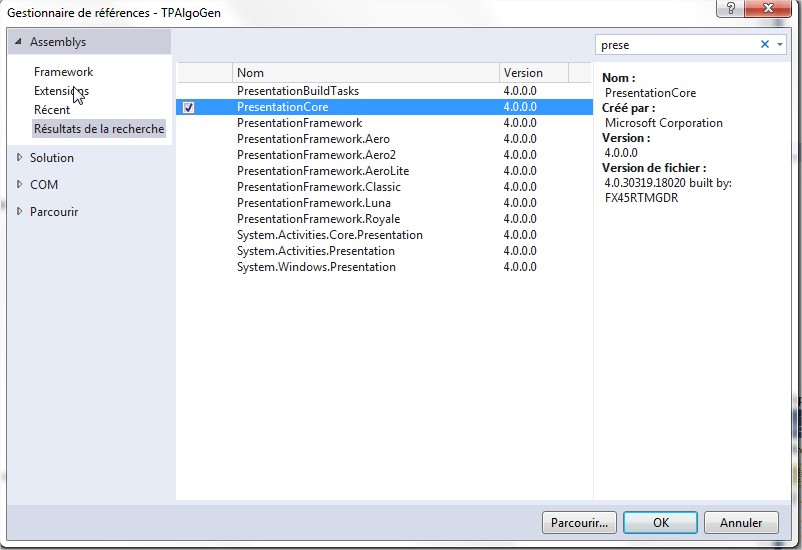 Gestionnaire de références - TPAlgoGen
Assemblys
Framework
Extensions
Récent
Résultats de la recherche
Solution
COM
Parcourir
prese
Nom Version
PresentationBuildTasks 4.0.0.0
PresentationCore 4.0.0.0
PresentationFramework 4.0.0.0
PresentationFramework.Aero 4.0.0.0
PresentationFramework.Aero2 4.0.0.0
PresentationFramework.AeroLite 4.0.0.0
PresentationFramework.Classic 4.0.0.0
PresentationFramework.Luna 4.0.0.0
PresentationFramework.Royale 4.0.0.0
System.Activities.Core.Presentation 4.0.0.0
System.Activities.Presentation 4.0.0.0
System.Windows.Presentation 4.0.0.0
Nom :
PresentationCore
Créé par :
Microsoft Corporation
Version :
4.0.0.0
Version de fichier :
4.0.30319.18020 built by:
FX45RTMGDR
Parcourir... OK Annuler